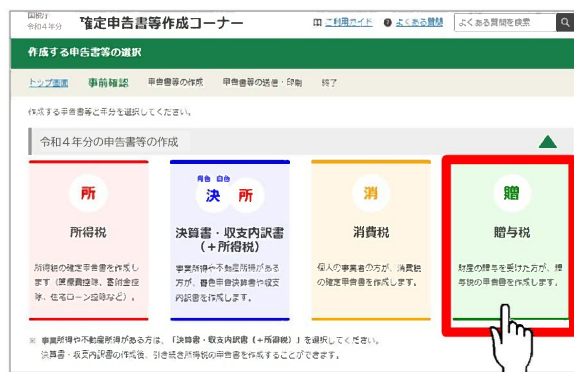 国税庁
令和4年分 確定申告書等作成コーナー ご利用ガイド よくある質問 よくある質問を検索
作成する申告書等の選択
トップ画面 事前確認 申告書等の作成 申告書等の送信・印刷 終了
作成する申告書等と年分を選択してください。
令和4年分の申告書等の作成
所
所得税
所得税の確定申告書を作成し
ます（医療費控除、寄附金控
除、住宅ローン控除など）。
青色 白色
決 所
決算書・収支内訳書
（+所得税）
事業所得や不動産所得がある
方が、青色申告決算書や収支
内訳書を作成します。
消
消費税
個人の事業者の方が、消費税
の確定申告書を作成します。
贈
贈与税
財産の贈与を受けた方が、贈
与税の申告書を作成します。
※ 事業所得や不動産所得がある方は、「決算書・収支内訳書（+所得税）」を選択してください。
決算書・収支内訳書の作成後、引き続き所得税の申告書を作成することができます。